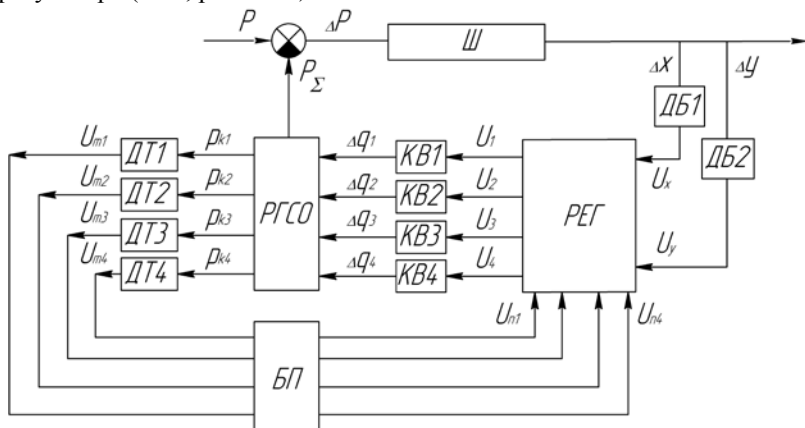 P
ΔP
Ш
P_Σ
Δx
Δy
ДБ1
ДБ2
U_m1
ДТ1
p_k1
Δq_1
КВ1
U_1
U_x
U_m2
ДТ2
p_k2
РГСО
Δq_2
КВ2
U_2
РЕГ
U_m3
ДТ3
p_k3
Δq_3
КВ3
U_3
U_y
U_m4
ДТ4
p_k4
Δq_4
КВ4
U_4
U_n1
U_n4
БП